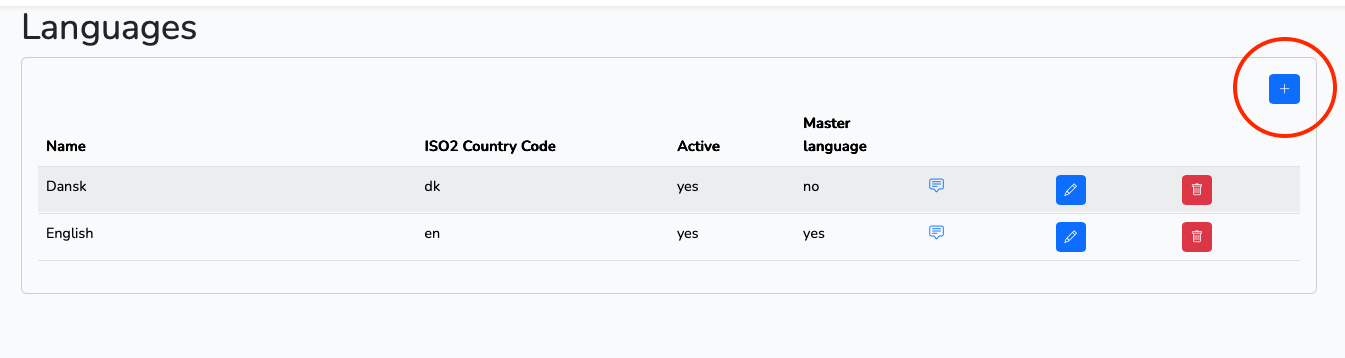 Languages
+
Name ISO2 Country Code Active Master language
Dansk dk yes no
English en yes yes